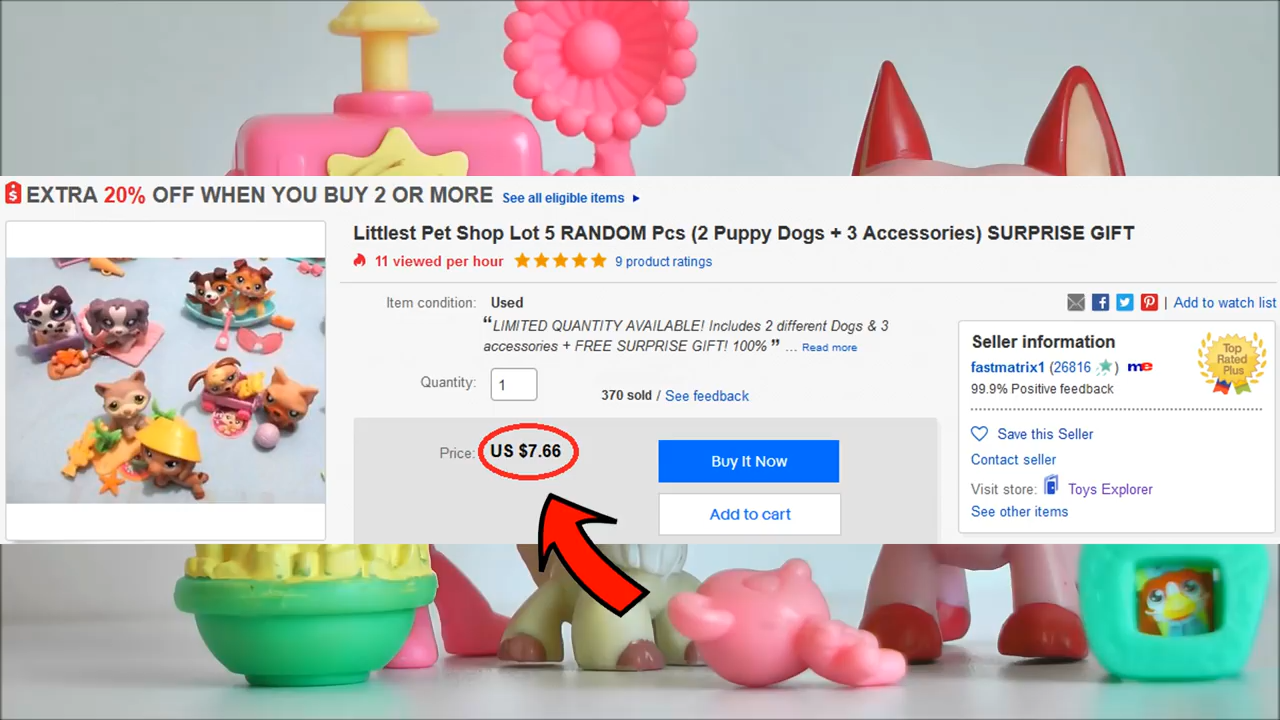 EXTRA 20% OFF WHEN YOU BUY 2 OR MORE See all eligible items
Littlest Pet Shop Lot 5 RANDOM Pcs (2 Puppy Dogs + 3 Accessories) SURPRISE GIFT
11 viewed per hour 9 product ratings
Item condition: Used
“LIMITED QUANTITY AVAILABLE! Includes 2 different Dogs & 3
accessories + FREE SURPRISE GIFT! 100% ” ... Read more
Quantity: 1
370 sold / See feedback
Price: US $7.66
Buy It Now
Add to cart
| Add to watch list
Seller information
fastmatrix1 (26816 ) me
99.9% Positive feedback
Top
Rated
Plus
Save this Seller
Contact seller
Visit store: Toys Explorer
See other items